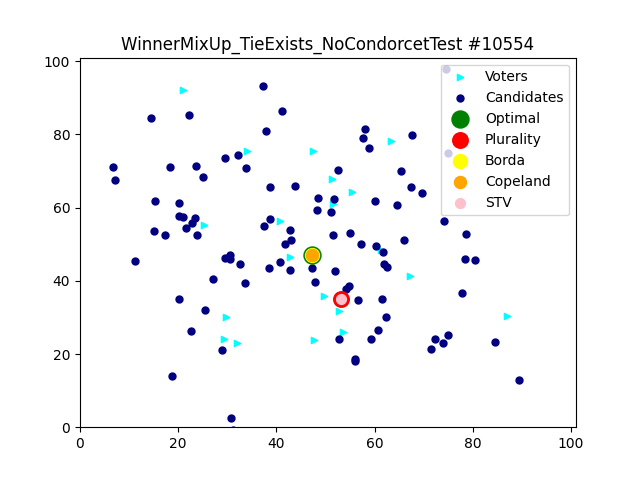 WinnerMixUp_TieExists_NoCondorcetTest #10554
100
80
60
40
20
0
0 20 40 60 80 100
Voters
Candidates
Optimal
Plurality
Borda
Copeland
STV